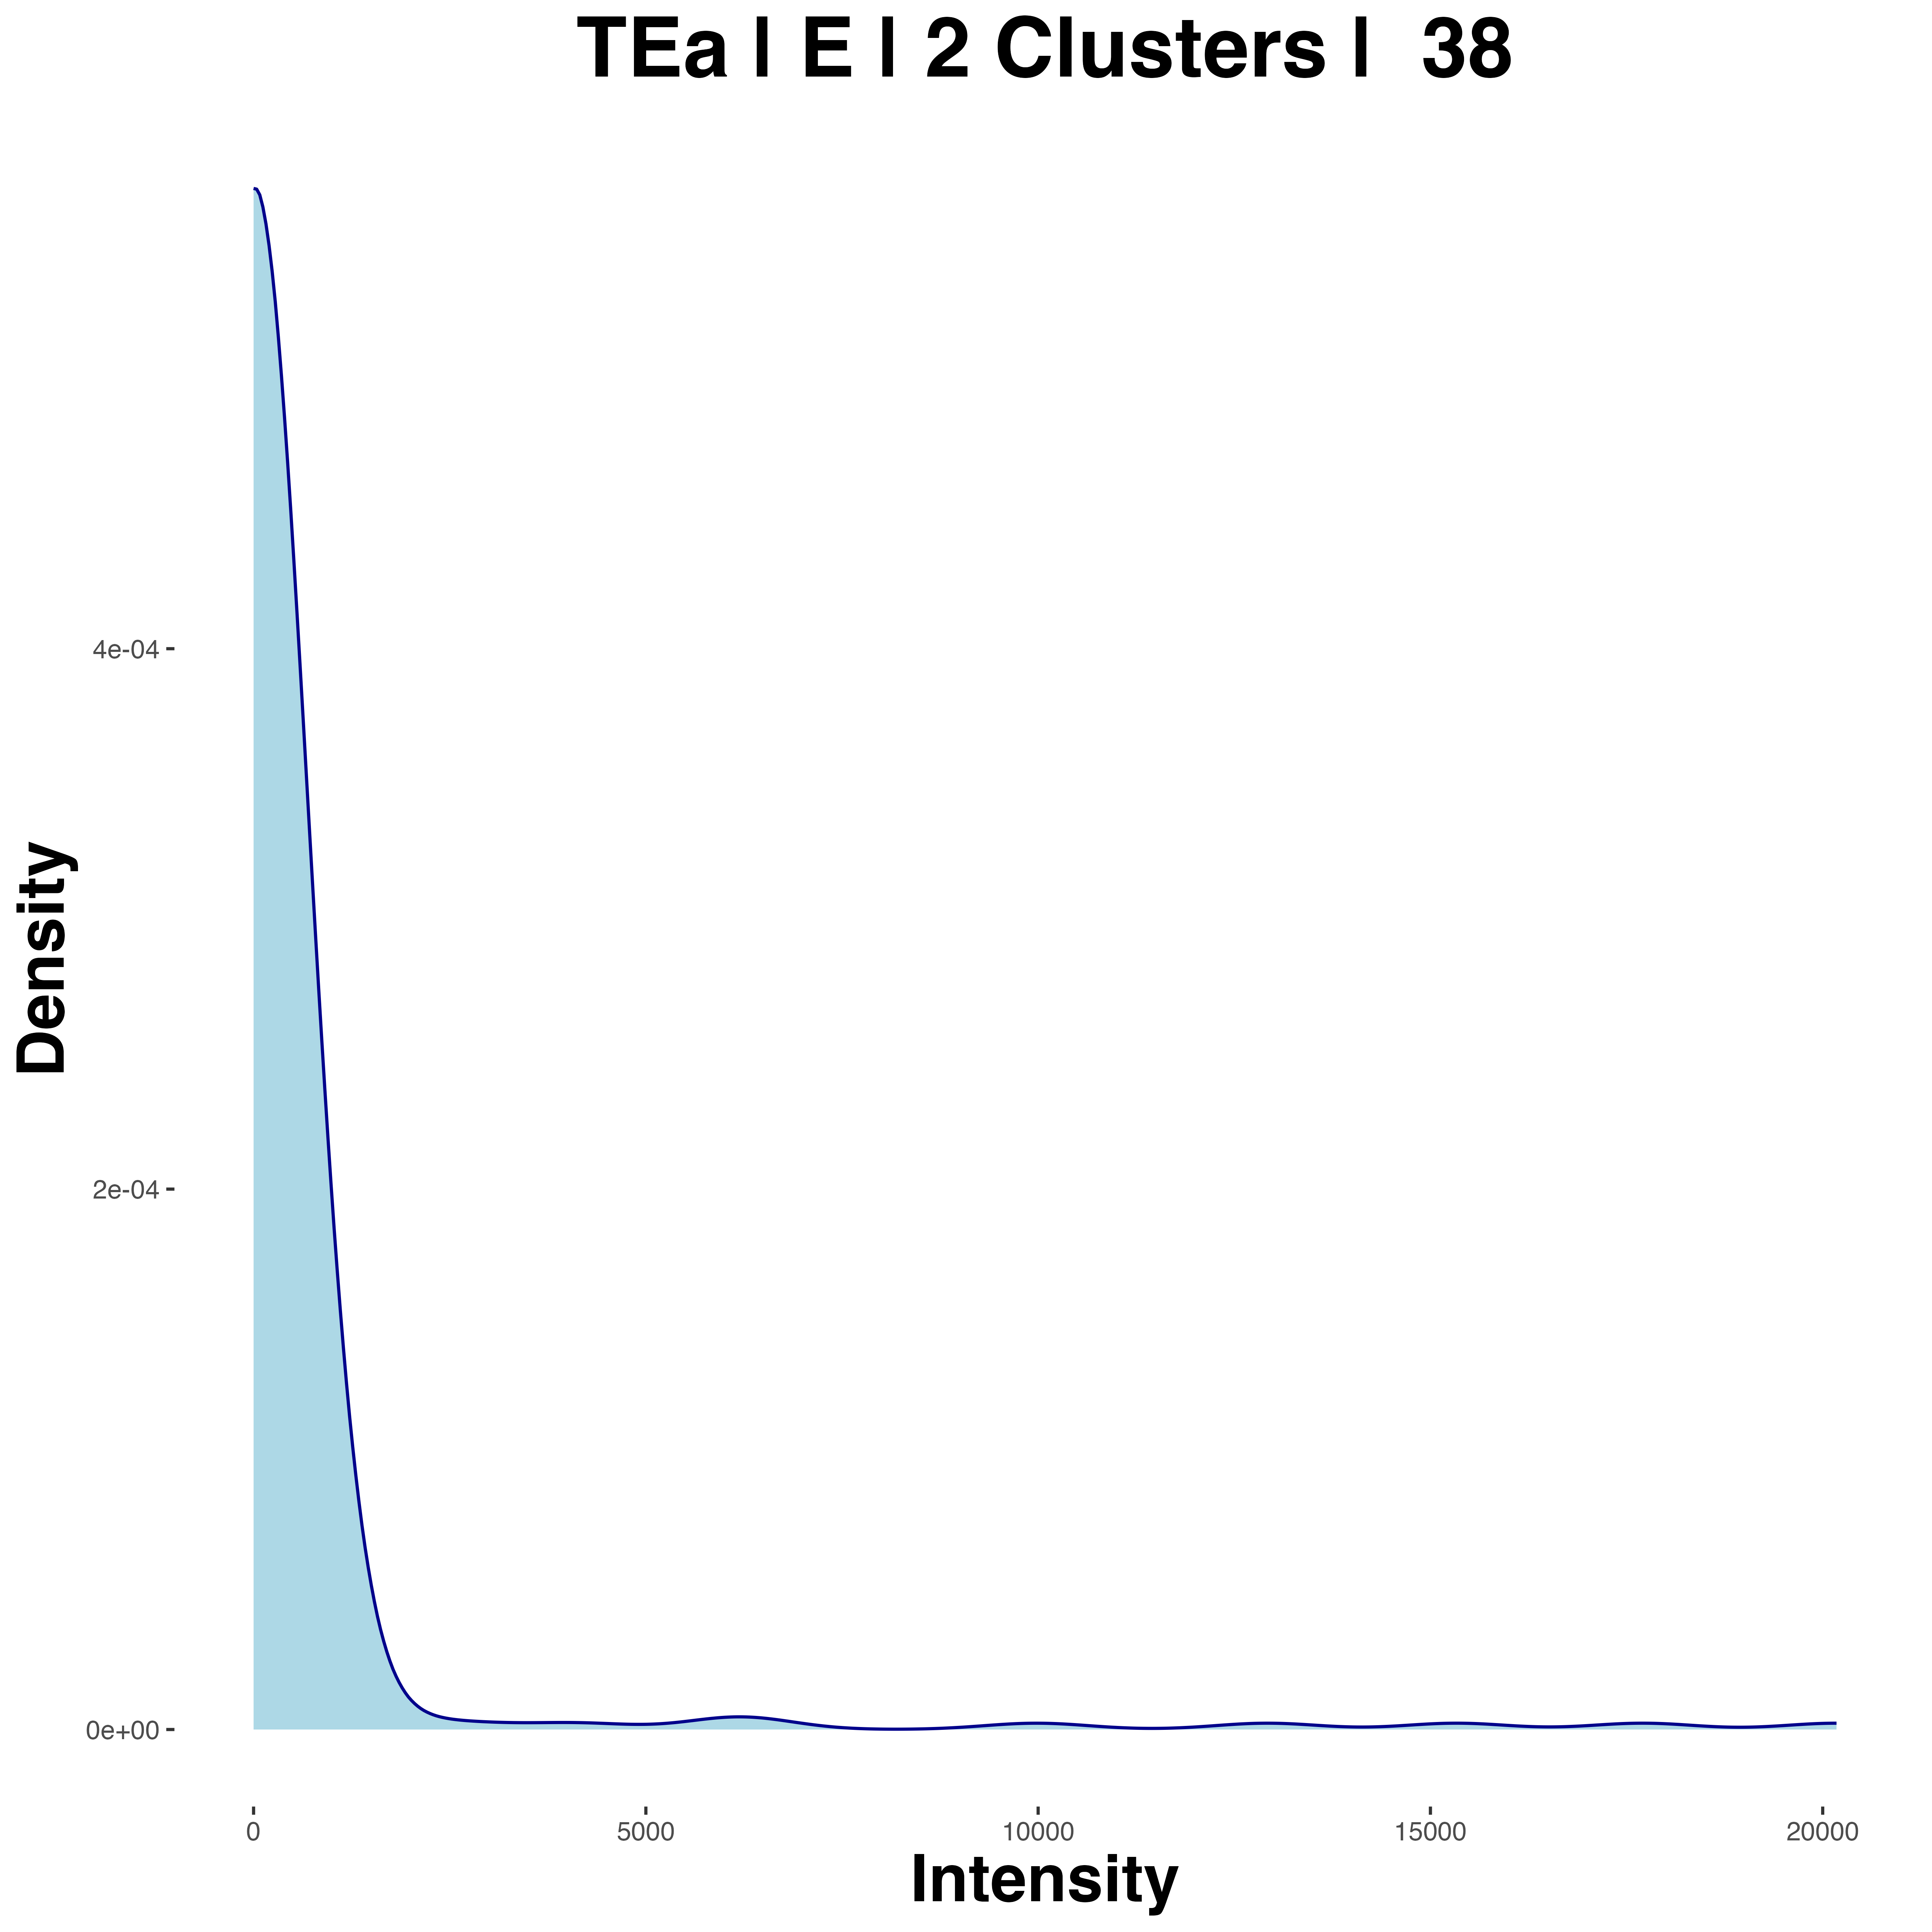 TEa | E | 2 Clusters |  38
Density
4e-04
2e-04
0e+00
0 5000 10000 15000 20000
Intensity